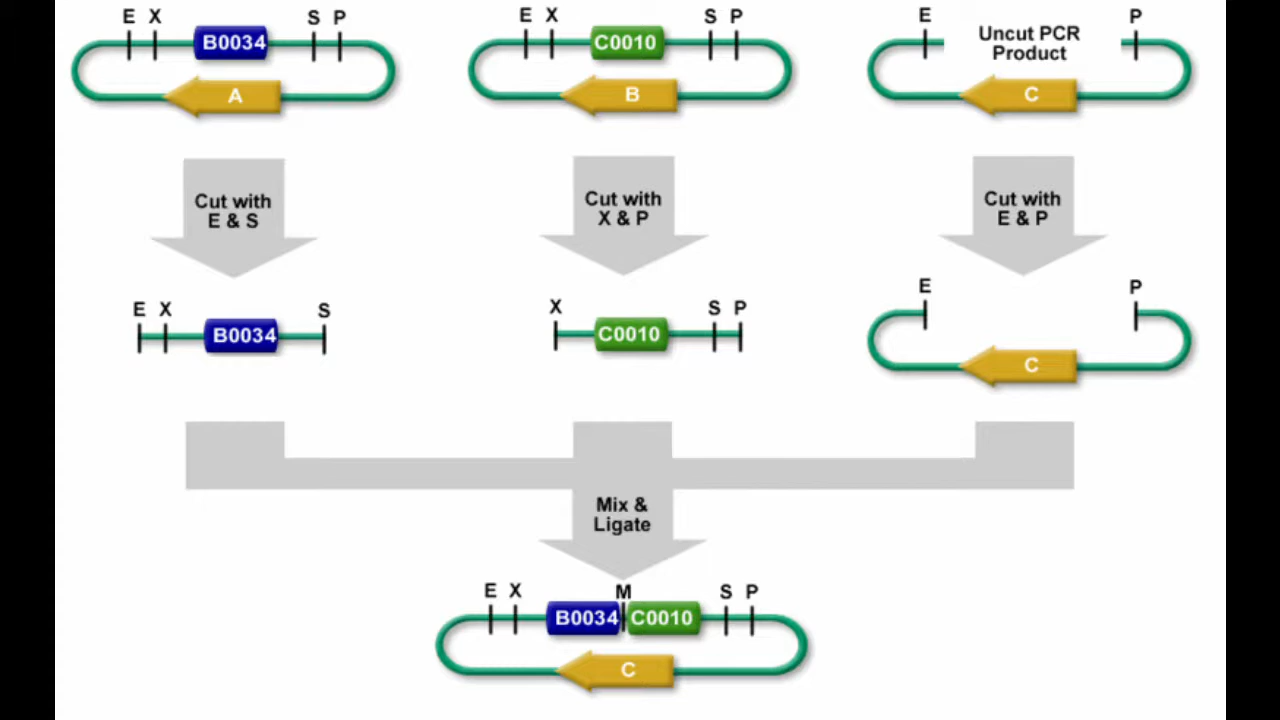 E X B0034 S P
A
E X C0010 S P
B
E Uncut PCR P
Product
C
Cut with
E & S
Cut with
X & P
Cut with
E & P
E X B0034 S
X C0010 S P
E P
C
Mix &
Ligate
E X M S P
B0034 C0010
C